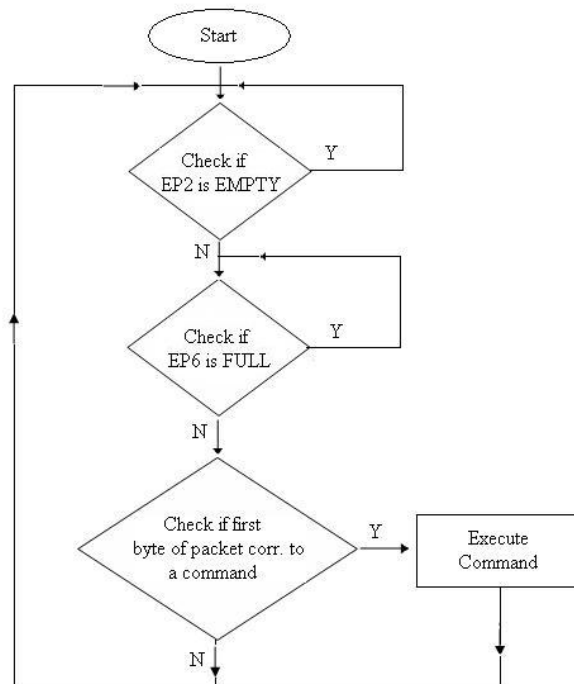 Start
Check if
EP2 is EMPTY
Y
N
Check if
EP6 is FULL
Y
N
Check if first
byte of packet corr. to
a command
Y
Execute
Command
N